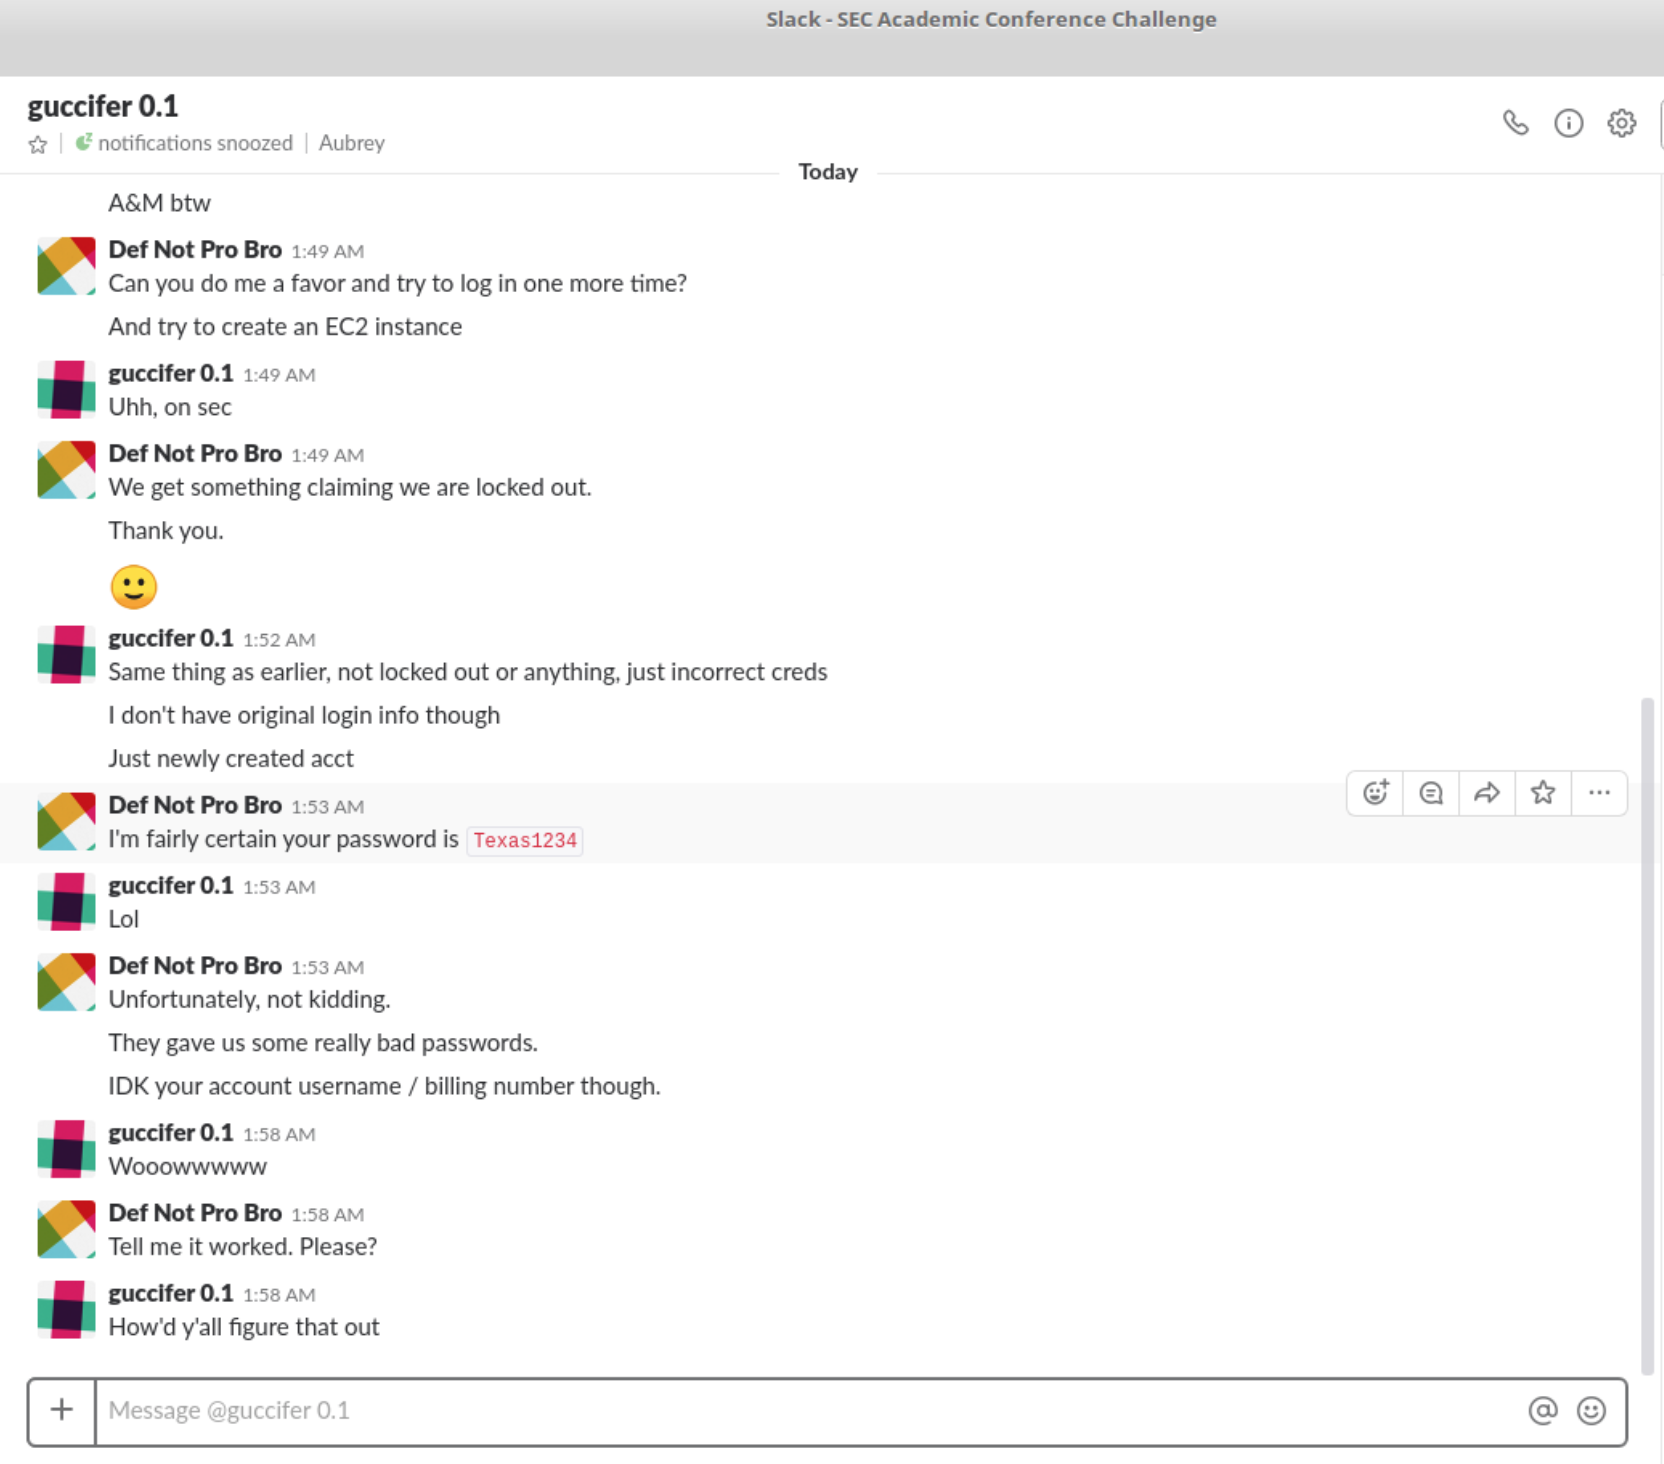 Slack - SEC Academic Conference Challenge
guccifer 0.1
notifications snoozed | Aubrey
Today
A&M btw
Def Not Pro Bro 1:49 AM
Can you do me a favor and try to log in one more time?
And try to create an EC2 instance
guccifer 0.1 1:49 AM
Uhh, on sec
Def Not Pro Bro 1:49 AM
We get something claiming we are locked out.
Thank you.
guccifer 0.1 1:52 AM
Same thing as earlier, not locked out or anything, just incorrect creds
I don't have original login info though
Just newly created acct
Def Not Pro Bro 1:53 AM
I'm fairly certain your password is Texas1234
guccifer 0.1 1:53 AM
Lol
Def Not Pro Bro 1:53 AM
Unfortunately, not kidding.
They gave us some really bad passwords.
IDK your account username / billing number though.
guccifer 0.1 1:58 AM
Wooowwwww
Def Not Pro Bro 1:58 AM
Tell me it worked. Please?
guccifer 0.1 1:58 AM
How'd y'all figure that out
Message @guccifer 0.1